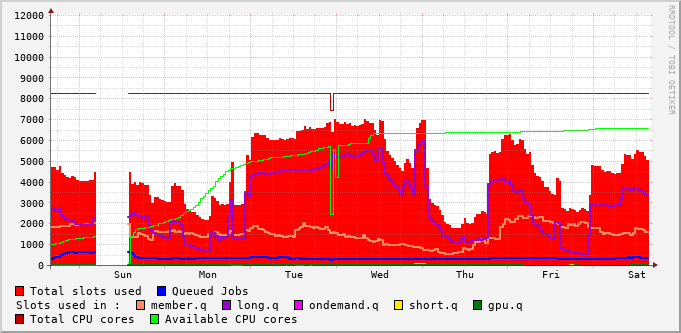 12000
11000
10000
9000
8000
7000
6000
5000
4000
3000
2000
1000
0
Sun Mon Tue Wed Thu Fri Sat
RRDTOOL / TOBI OETIKER
Total slots used Queued Jobs
Slots used in : member.q long.q ondemand.q short.q gpu.q
Total CPU cores Available CPU cores